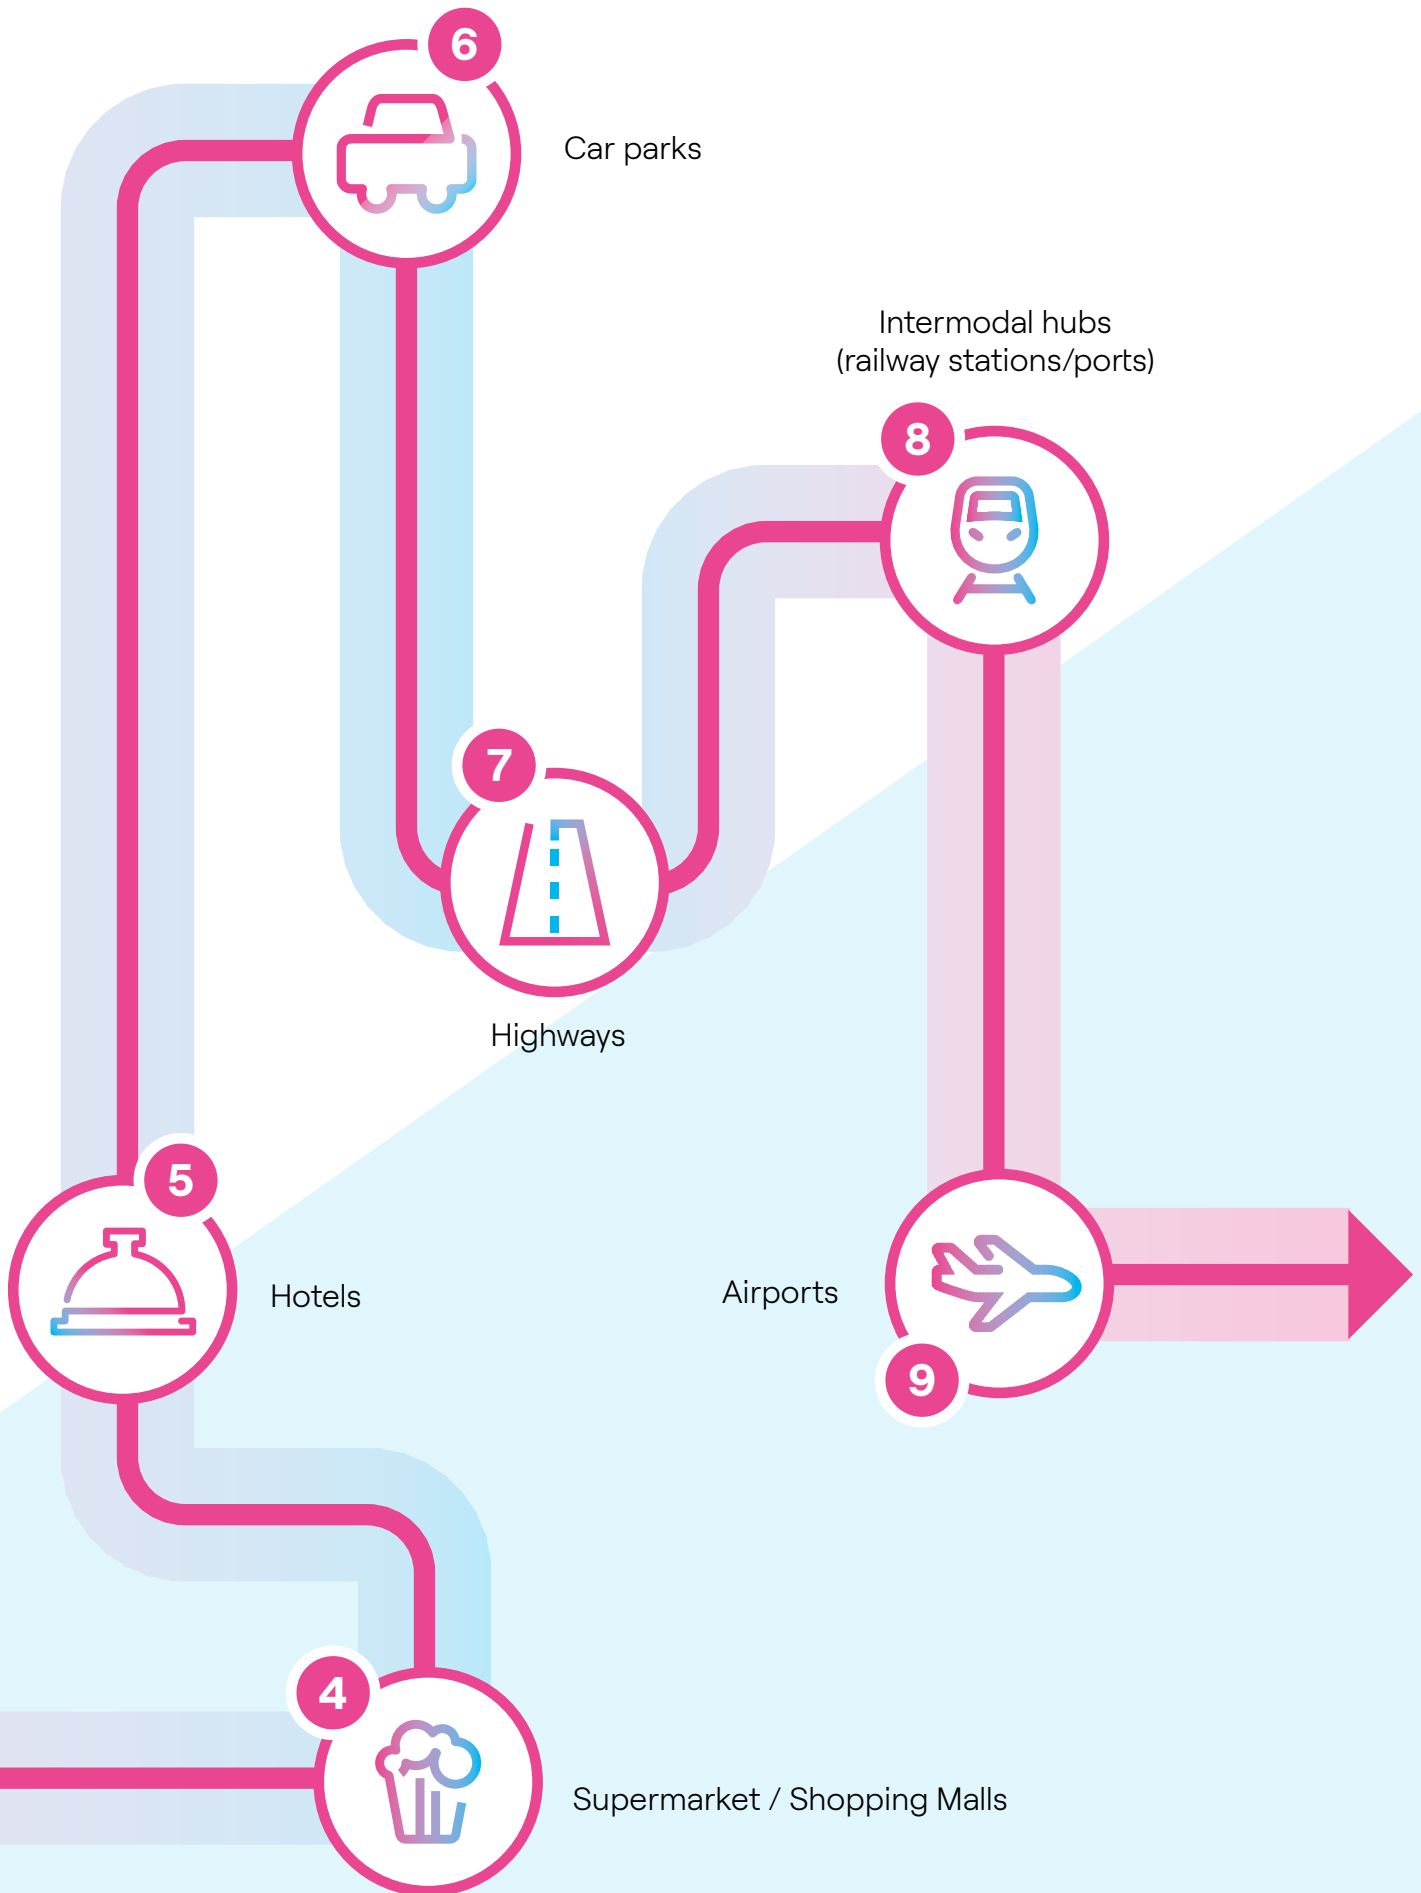 6
Car parks
Intermodal hubs
(railway stations/ports)
8
7
Highways
5
Hotels
Airports
9
4
Supermarket / Shopping Malls